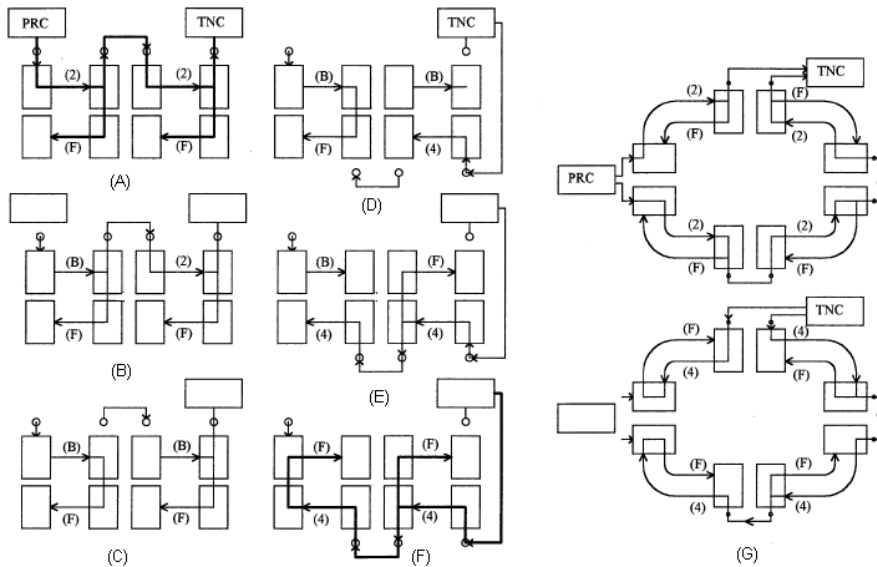 PRC TNC
(2) (2)
(F) (F)
(A)
(B) (2)
(F) (F)
(B)
(B) (B)
(F) (F)
(C)
TNC
(B) (B)
(F) (4)
(D)
(B) (F)
(4) (4)
(E)
(F) (F)
(4) (4)
(F)
TNC
(2) (F)
(F) (2)
PRC
(2) (2)
(F) (F)
TNC
(F) (4)
(4) (F)
(F) (F)
(4) (4)
(G)